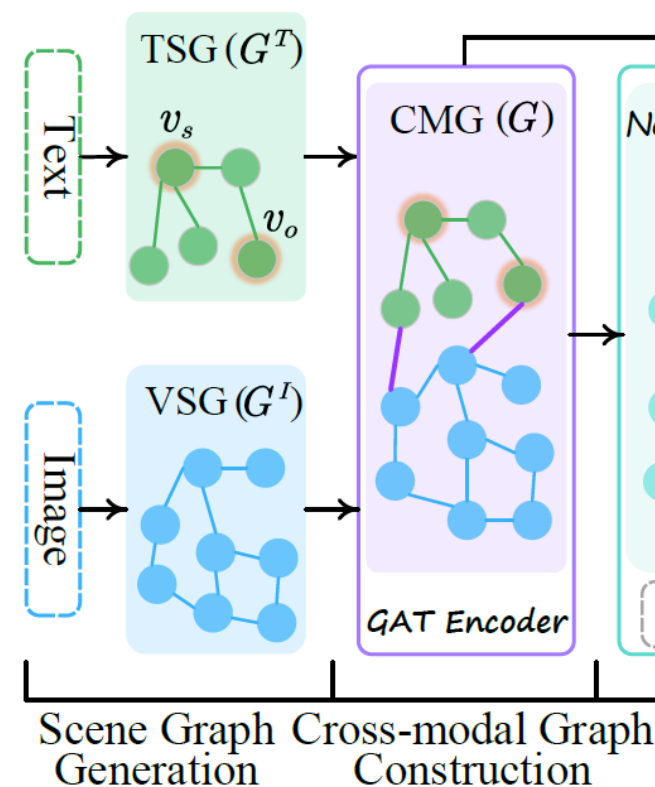 Text
TSG (G^T)
v_s
v_o
Image
VSG (G^I)
CMG (G)
GAT Encoder
Scene Graph
Generation
Cross-modal Graph
Construction